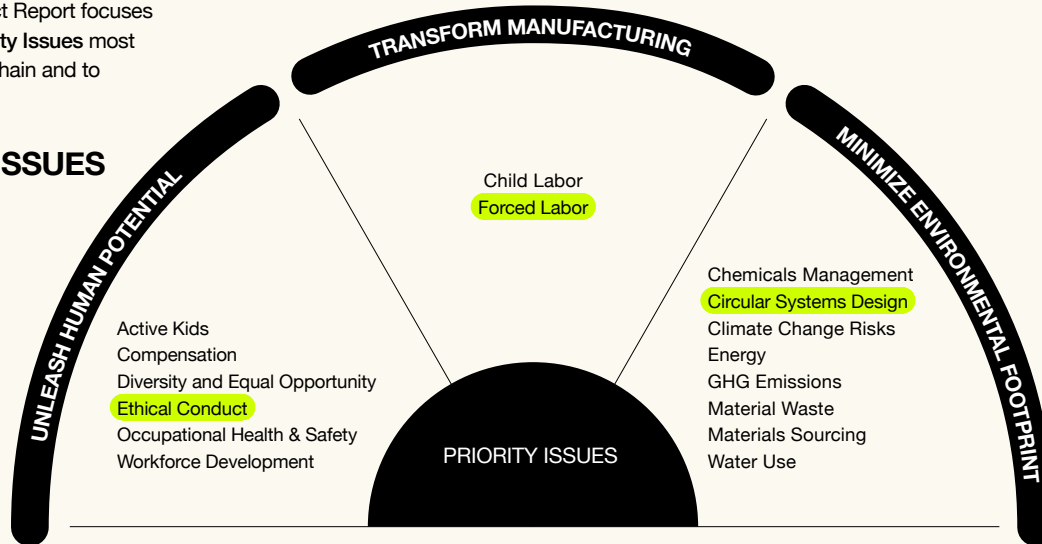 ct Report focuses
ty Issues most
hain and to
SSUES
TRANSFORM MANUFACTURING
UNLEASH HUMAN POTENTIAL
MINIMIZE ENVIRONMENTAL FOOTPRINT
Child Labor
Forced Labor
Active Kids
Compensation
Diversity and Equal Opportunity
Ethical Conduct
Occupational Health & Safety
Workforce Development
Chemicals Management
Circular Systems Design
Climate Change Risks
Energy
GHG Emissions
Material Waste
Materials Sourcing
Water Use
PRIORITY ISSUES